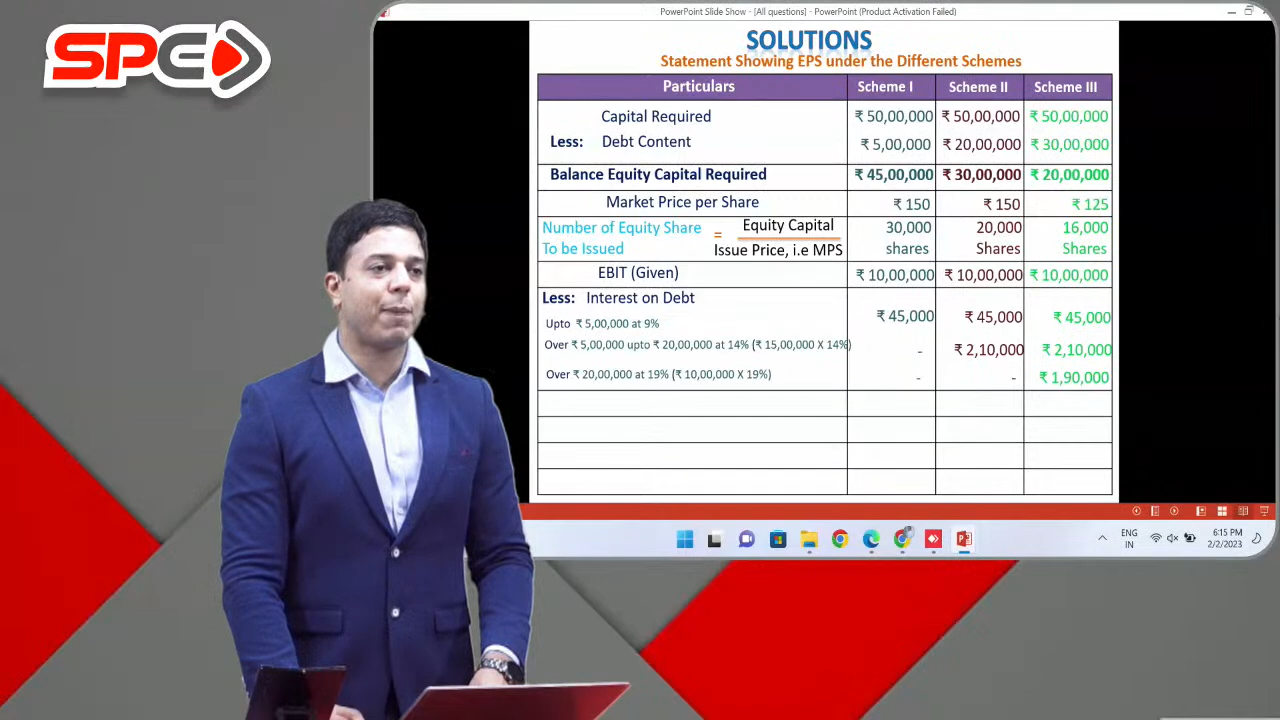 SPE
PowerPoint Slide Show - [All questions] - PowerPoint (Product Activation Failed)
SOLUTIONS
Statement Showing EPS under the Different Schemes
Particulars Scheme I Scheme II Scheme III
Capital Required ₹ 50,00,000 ₹ 50,00,000 ₹ 50,00,000
Less: Debt Content ₹ 5,00,000 ₹ 20,00,000 ₹ 30,00,000
Balance Equity Capital Required ₹ 45,00,000 ₹ 30,00,000 ₹ 20,00,000
Market Price per Share ₹ 150 ₹ 150 ₹ 125
Number of Equity Share = Equity Capital 30,000 20,000 16,000
To be Issued Issue Price, i.e MPS shares Shares Shares
EBIT (Given) ₹ 10,00,000 ₹ 10,00,000 ₹ 10,00,000
Less: Interest on Debt
Upto ₹ 5,00,000 at 9% ₹ 45,000 ₹ 45,000 ₹ 45,000
Over ₹ 5,00,000 upto ₹ 20,00,000 at 14% (₹ 15,00,000 X 14%) - ₹ 2,10,000 ₹ 2,10,000
Over ₹ 20,00,000 at 19% (₹ 10,00,000 X 19%) - - ₹ 1,90,000
ENG
IN
6:15 PM
2/2/2023